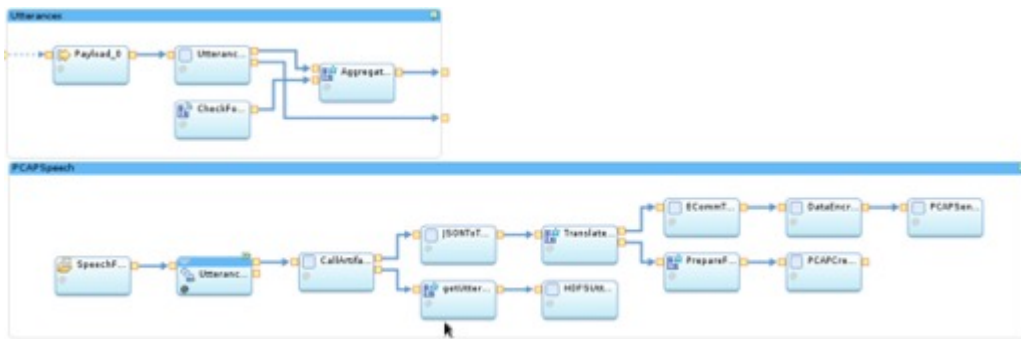 Utterances
Payload_0
Utteranc...
Aggregat...
CheckFo...
PCAPSpeech
ECommT...
DataEncr...
PCAPSen...
JSONToT...
Translate...
SpeechF...
Utteranc...
CallArtifa...
PrepareF...
PCAPCre...
getUtter...
HDFSUtt...